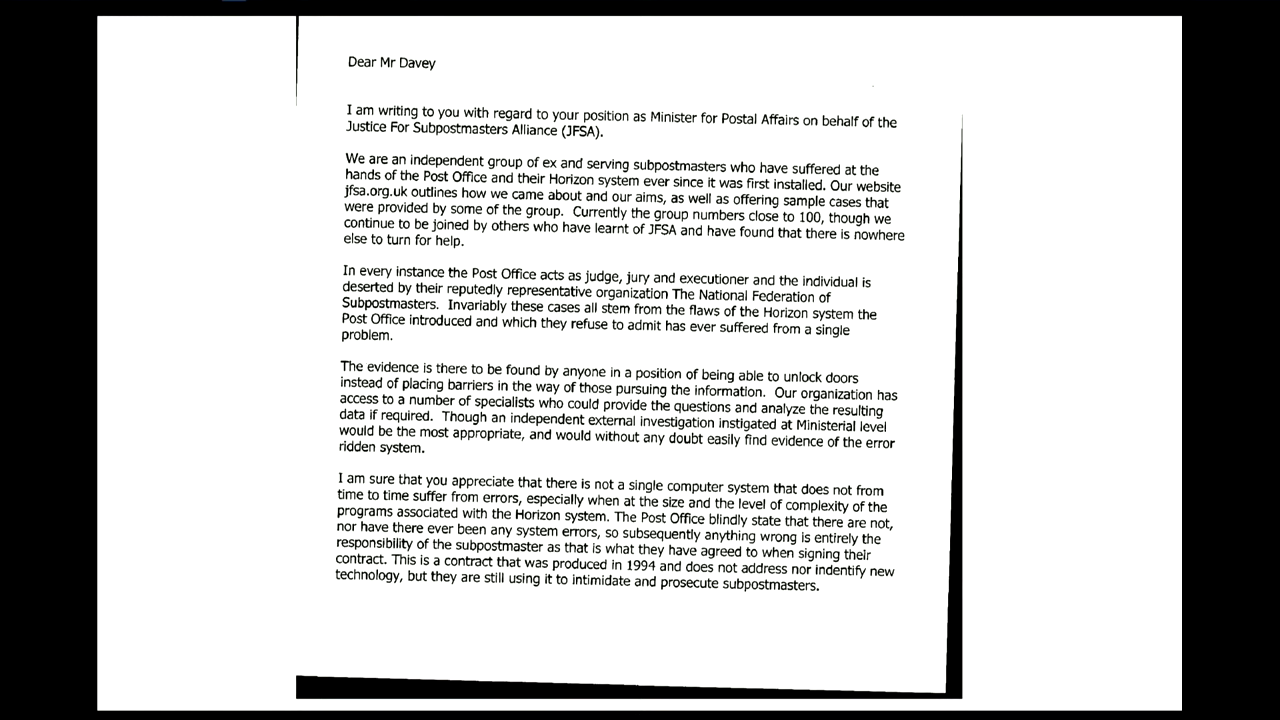 Dear Mr Davey
I am writing to you with regard to your position as Minister for Postal Affairs on behalf of the
Justice For Subpostmasters Alliance (JFSA).
We are an independent group of ex and serving subpostmasters who have suffered at the
hands of the Post Office and their Horizon system ever since it was first installed. Our website
jfsa.org.uk outlines how we came about and our aims, as well as offering sample cases that
were provided by some of the group.  Currently the group numbers close to 100, though we
continue to be joined by others who have learnt of JFSA and have found that there is nowhere
else to turn for help.
In every instance the Post Office acts as judge, jury and executioner and the individual is
deserted by their reputedly representative organization The National Federation of
Subpostmasters.  Invariably these cases all stem from the flaws of the Horizon system the
Post Office introduced and which they refuse to admit has ever suffered from a single
problem.
The evidence is there to be found by anyone in a position of being able to unlock doors
instead of placing barriers in the way of those pursuing the information.  Our organization has
access to a number of specialists who could provide the questions and analyze the resulting
data if required.  Though an independent external investigation instigated at Ministerial level
would be the most appropriate, and would without any doubt easily find evidence of the error
ridden system.
I am sure that you appreciate that there is not a single computer system that does not from
time to time suffer from errors, especially when at the size and the level of complexity of the
programs associated with the Horizon system. The Post Office blindly state that there are not,
nor have there ever been any system errors, so subsequently anything wrong is entirely the
responsibility of the subpostmaster as that is what they have agreed to when signing their
contract. This is a contract that was produced in 1994 and does not address nor indentify new
technology, but they are still using it to intimidate and prosecute subpostmasters.